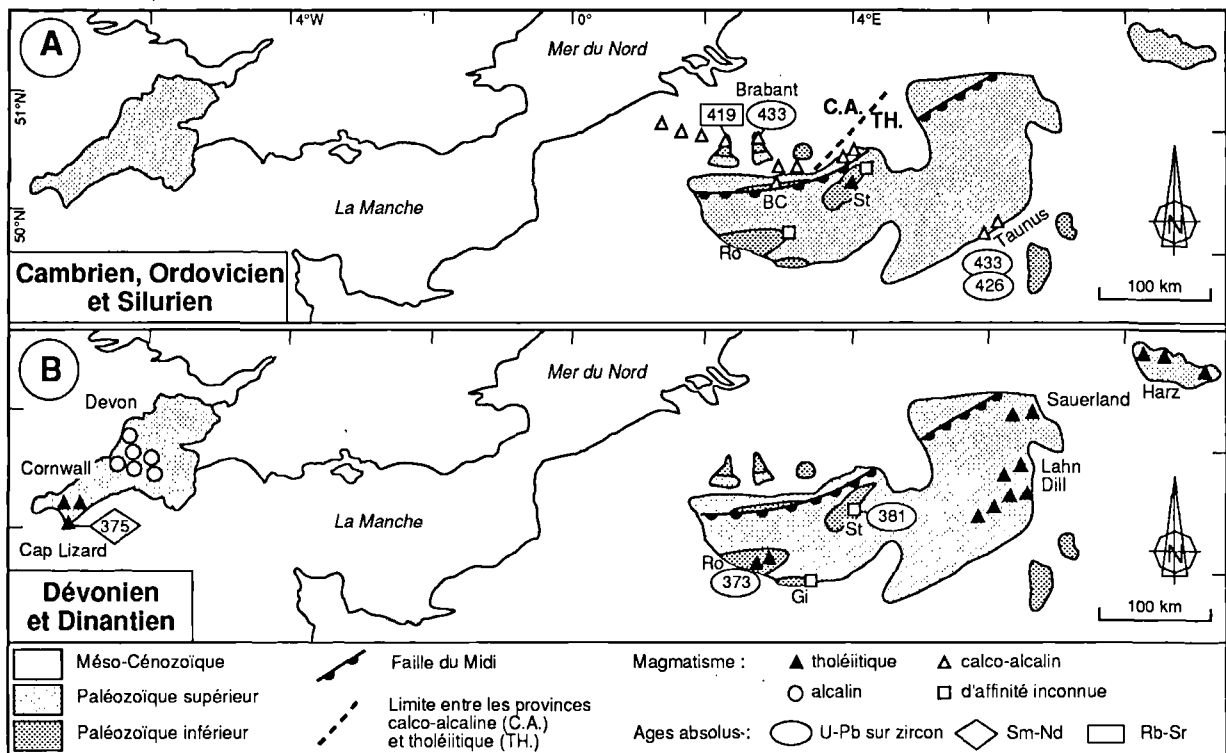 4°W
0°
4°E
A
51°N
50°N
Mer du Nord
La Manche
Brabant
419
433
C.A.
TH.
BC
St
Ro
Taunus
433
426
N
100 km
Cambrien, Ordovicien
et Silurien
B
Devon
Cornwall
375
Cap Lizard
Mer du Nord
La Manche
Harz
Sauerland
Lahn
Dill
St
381
Ro
373
Gi
N
100 km
Dévonien
et Dinantien
Méso-Cénozoïque
Paléozoïque supérieur
Paléozoïque inférieur
Faille du Midi
Limite entre les provinces
calco-alcaline (C.A.)
et tholéiitique (TH.)
Magmatisme : tholéiitique calco-alcalin
alcalin d'affinité inconnue
Ages absolus-: U-Pb sur zircon Sm-Nd Rb-Sr